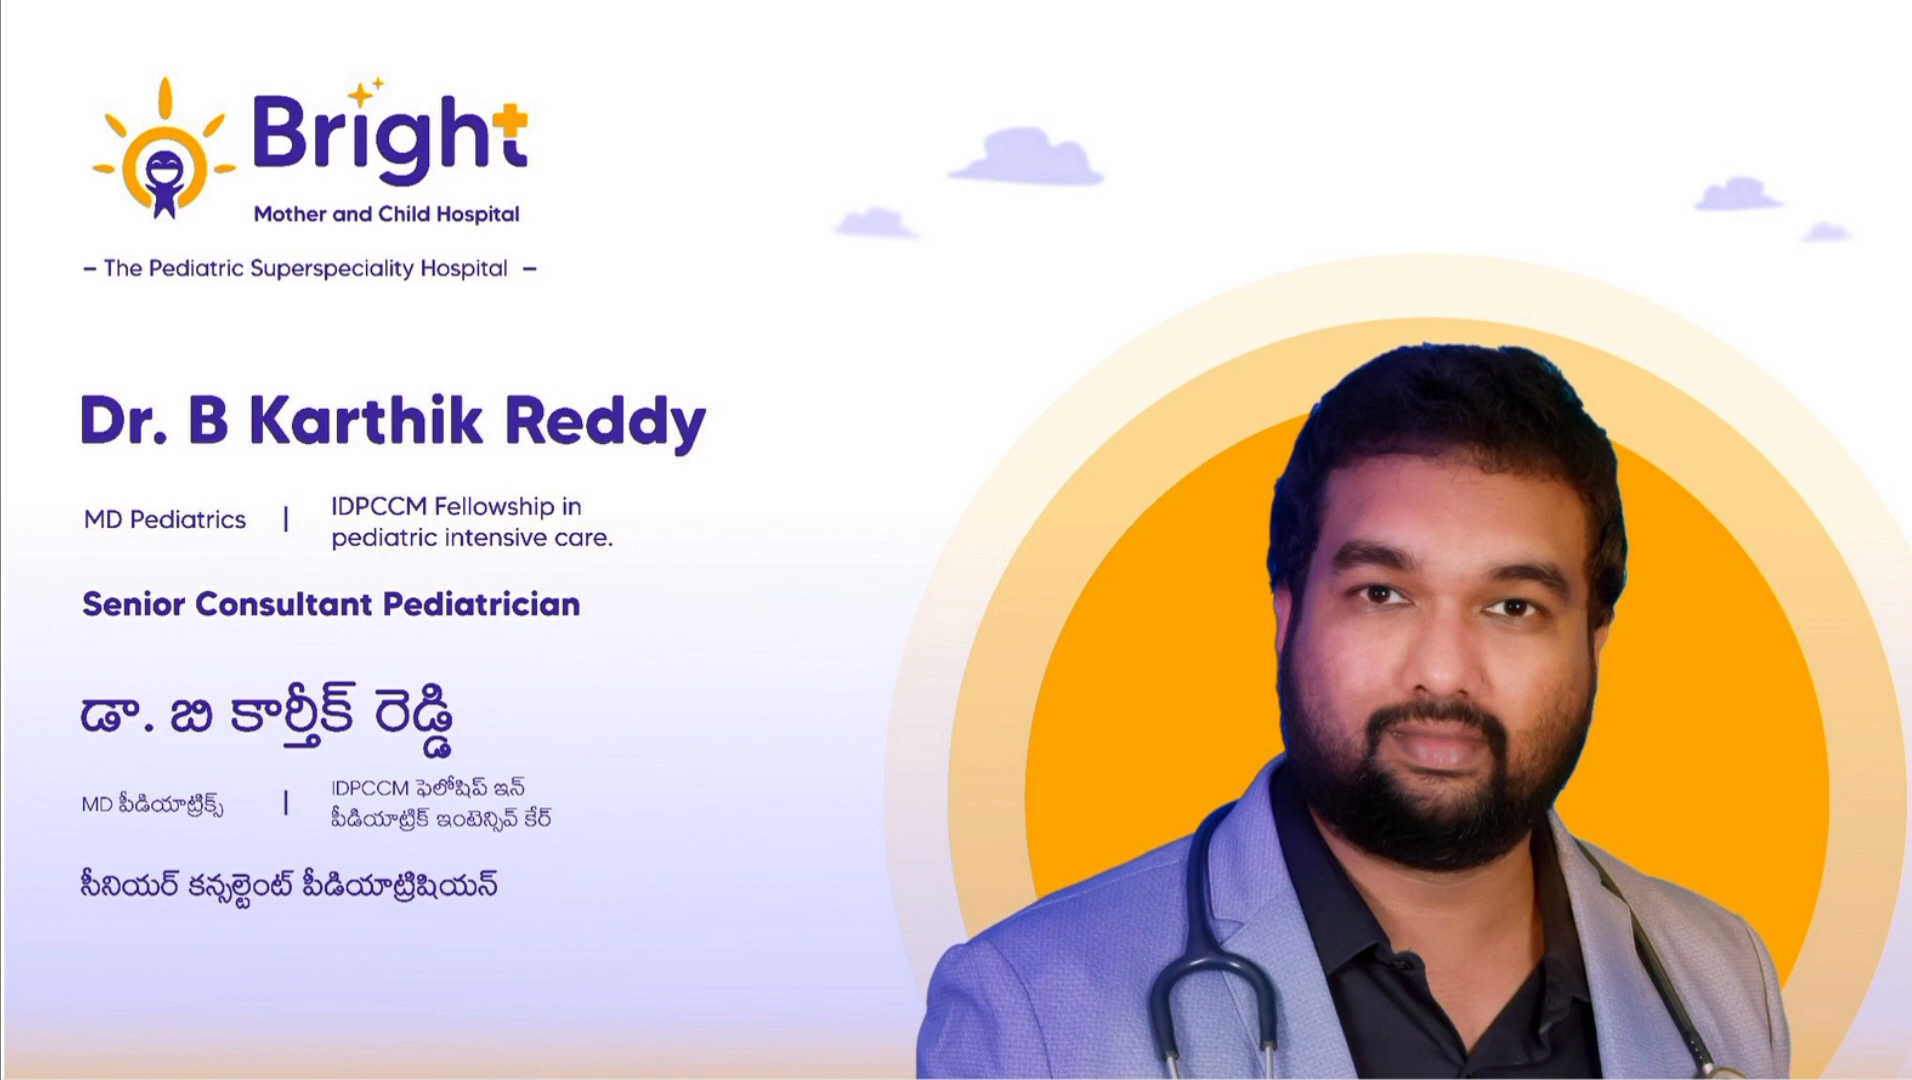 Bright
Mother and Child Hospital
– The Pediatric Superspeciality Hospital –
Dr. B Karthik Reddy
MD Pediatrics | IDPCCM Fellowship in
pediatric intensive care.
Senior Consultant Pediatrician
డా. బి కార్తీక్ రెడ్డి
MD పీడియాట్రిక్స్ | IDPCCM ఫెలోషిప్ ఇన్
పీడియాట్రిక్ ఇంటెన్సివ్ కేర్
సీనియర్ కన్సల్టెంట్ పీడియాట్రిషియన్